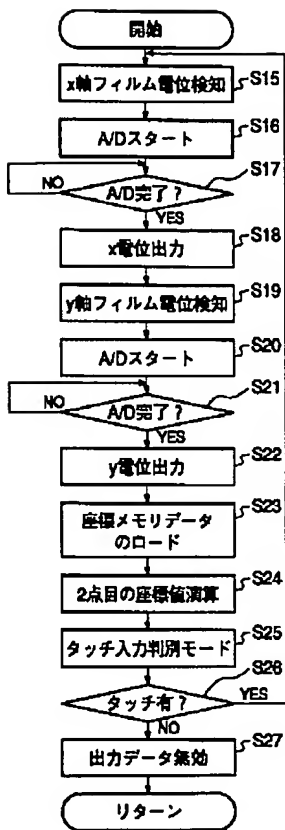 開始
x軸フィルム電位検知
S15
A/Dスタート
S16
A/D完了？
S17
NO
YES
x電位出力
S18
y軸フィルム電位検知
S19
A/Dスタート
S20
A/D完了？
S21
NO
YES
y電位出力
S22
座標メモリデータ
のロード
S23
2点目の座標値演算
S24
タッチ入力判別モード
S25
タッチ有？
S26
YES
NO
出力データ無効
S27
リターン